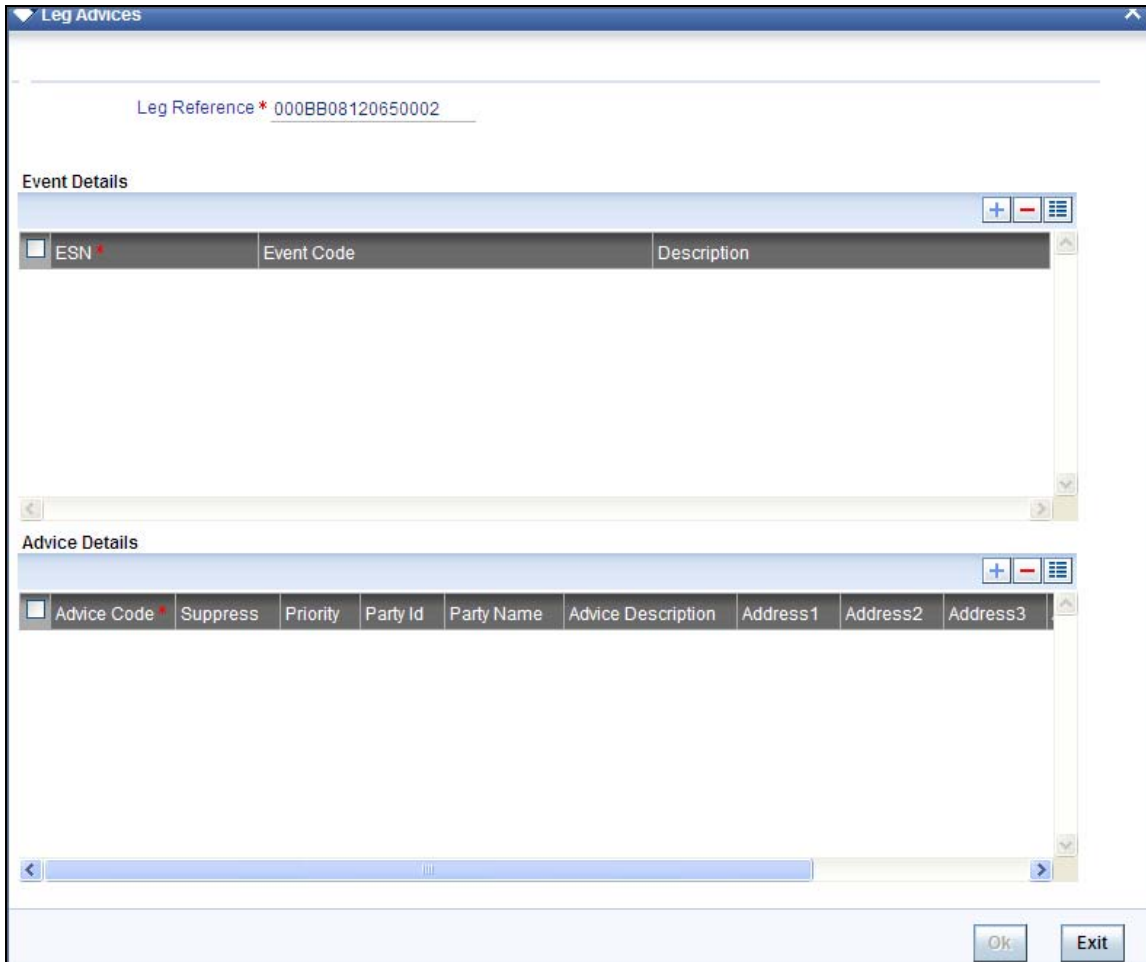 Leg Advices
Leg Reference * 000BB08120650002
Event Details
ESN * Event Code Description
Advice Details
Advice Code * Suppress Priority Party Id Party Name Advice Description Address1 Address2 Address3
Ok Exit